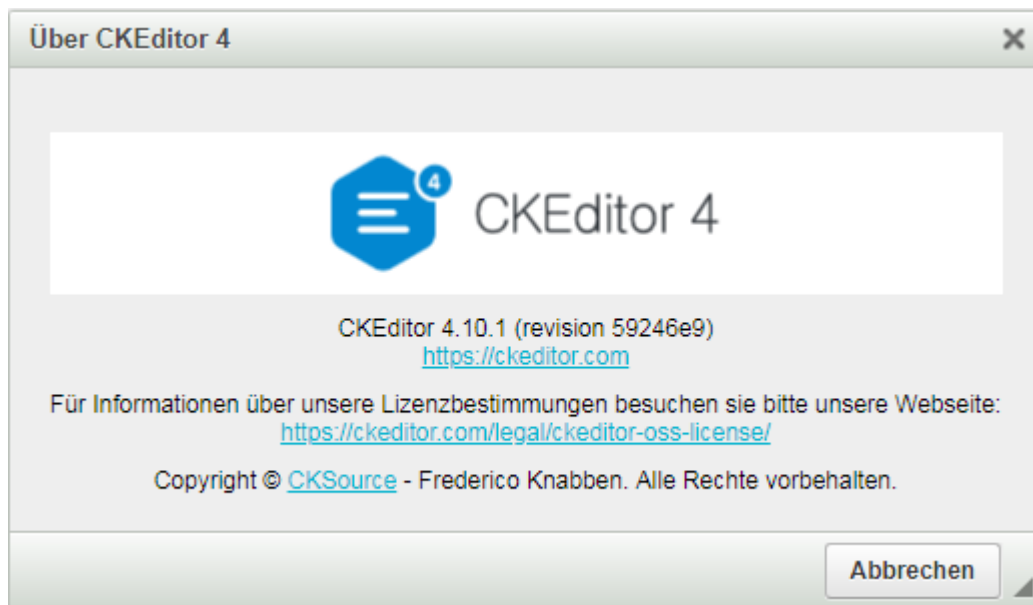 Über CKEditor 4
4
CKEditor 4
CKEditor 4.10.1 (revision 59246e9)
https://ckeditor.com
Für Informationen über unsere Lizenzbestimmungen besuchen sie bitte unsere Webseite:
https://ckeditor.com/legal/ckeditor-oss-license/
Copyright © CKSource - Frederico Knabben. Alle Rechte vorbehalten.
Abbrechen